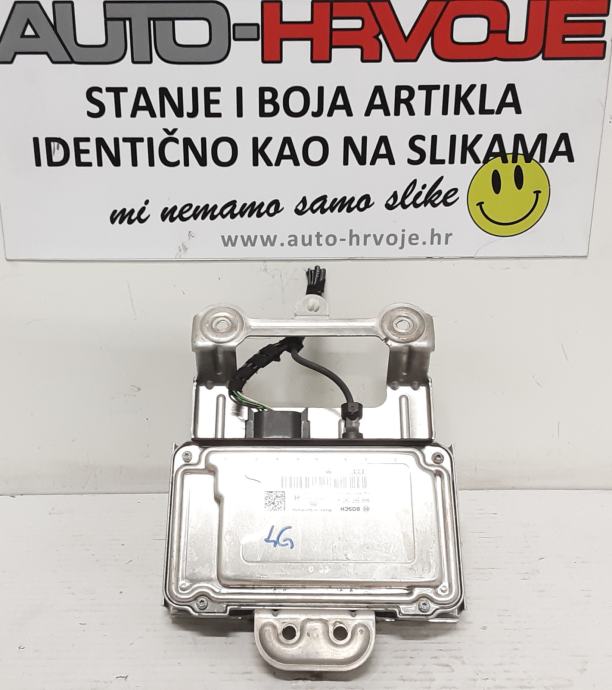 AUTO-HRVOJE
STANJE I BOJA ARTIKLA
IDENTIČNO KAO NA SLIKAMA
mi nemamo samo slike
www.auto-hrvoje.hr
BOSCH
4G